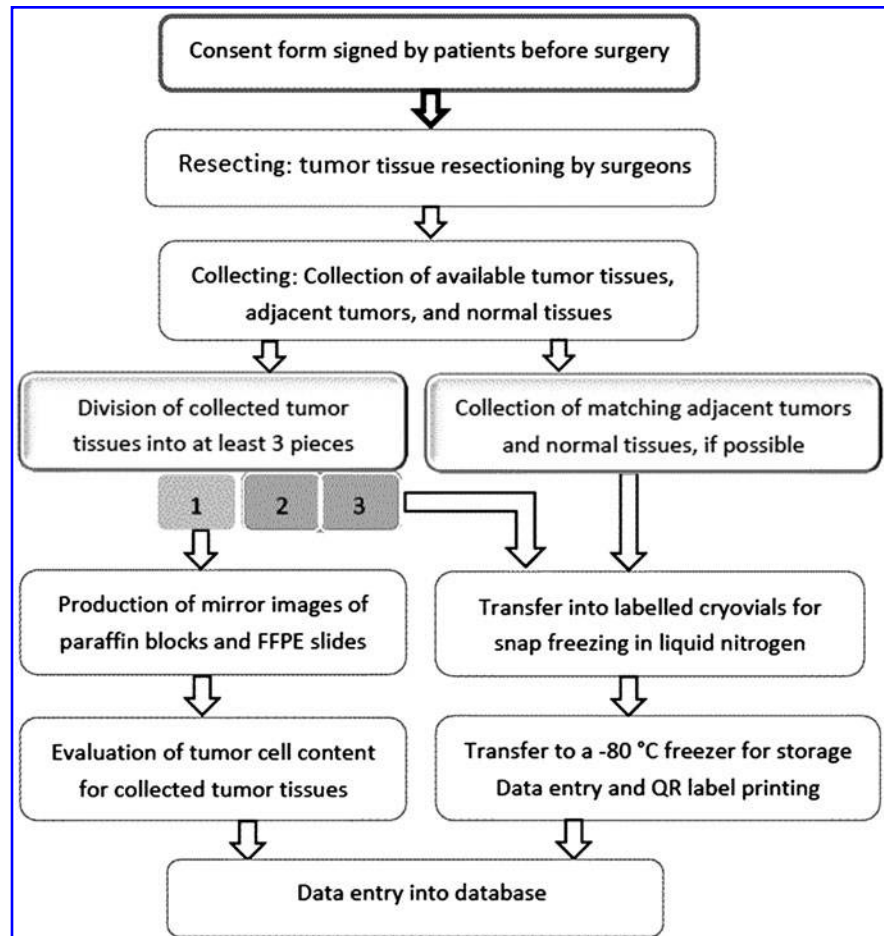 Consent form signed by patients before surgery
Resecting: tumor tissue resectioning by surgeons
Collecting: Collection of available tumor tissues,
adjacent tumors, and normal tissues
Division of collected tumor
tissues into at least 3 pieces
Collection of matching adjacent tumors
and normal tissues, if possible
1 2 3
Production of mirror images of
paraffin blocks and FFPE slides
Transfer into labelled cryovials for
snap freezing in liquid nitrogen
Evaluation of tumor cell content
for collected tumor tissues
Transfer to a -80 °C freezer for storage
Data entry and QR label printing
Data entry into database